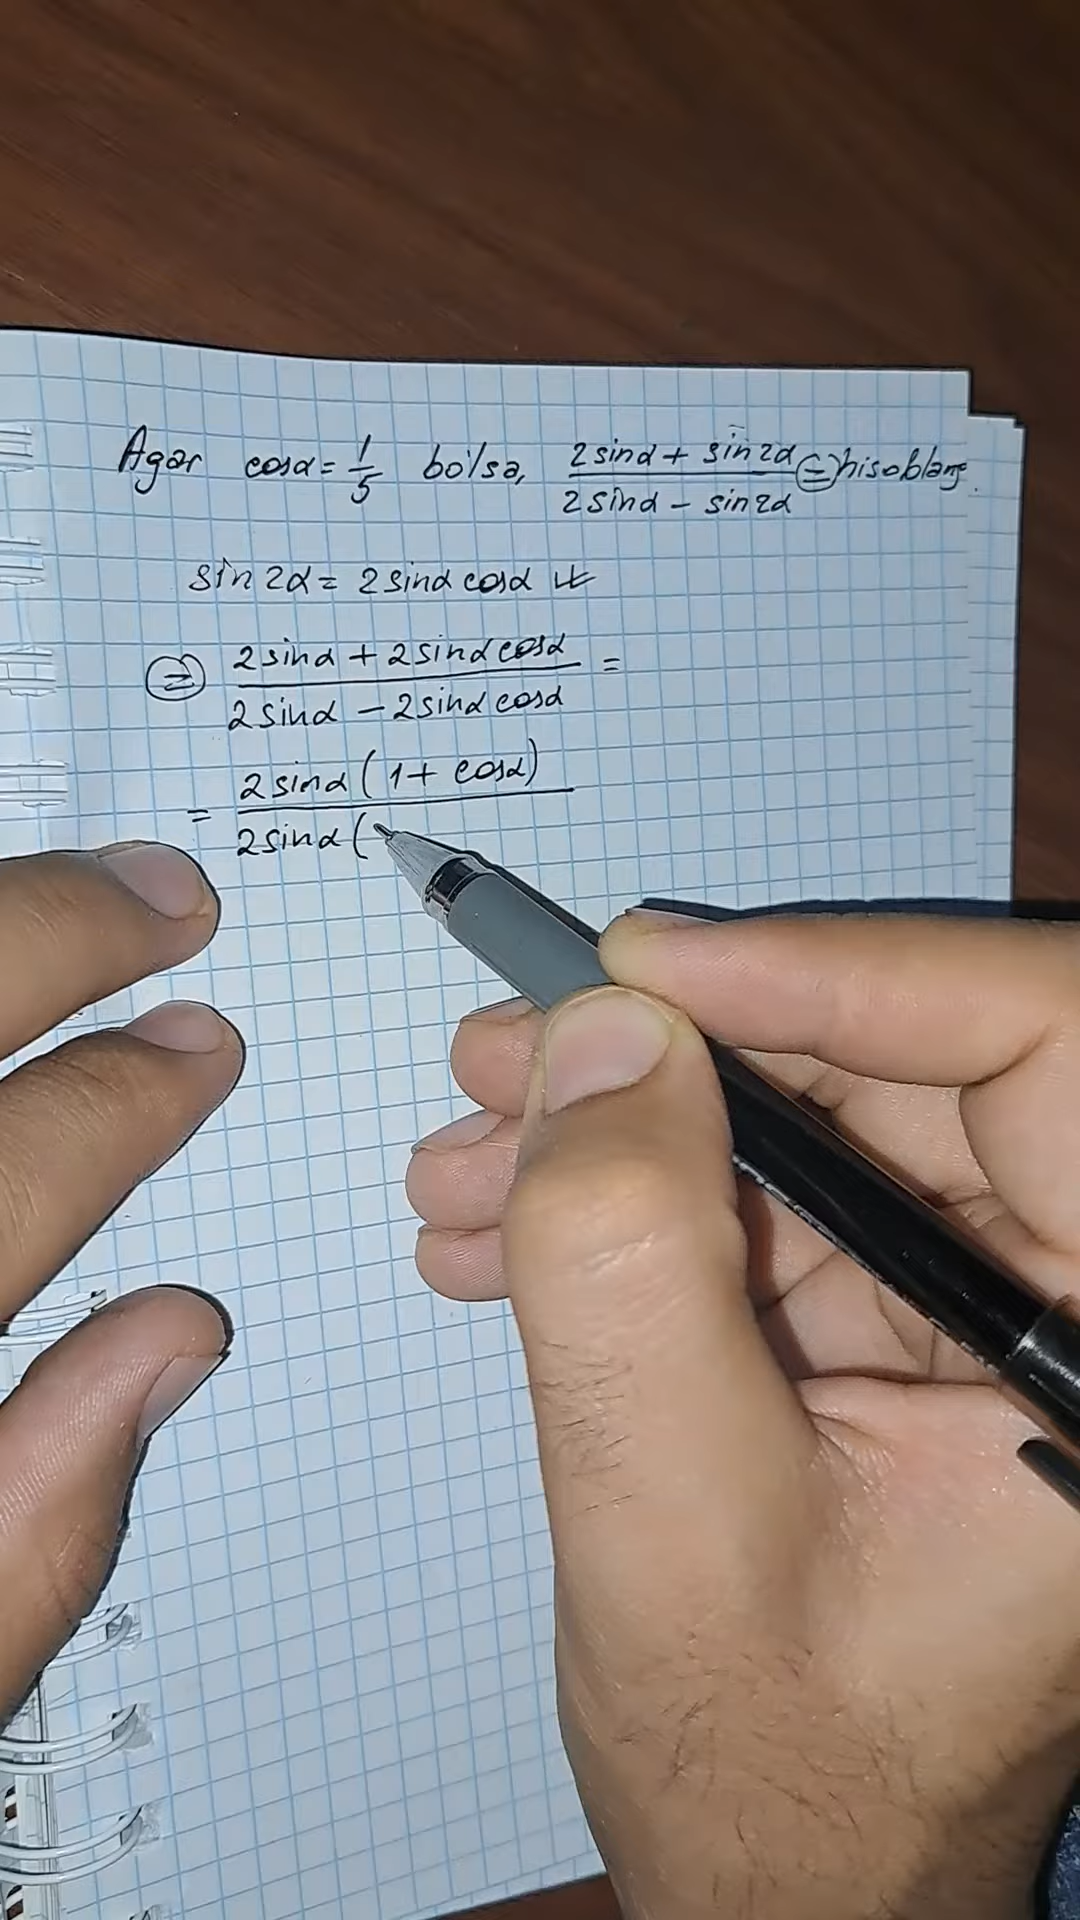 Agar cosα = 1/5 bo'lsa, (2sinα + sin2α)/(2sinα - sin2α) = hisoblang.
sin2α = 2sinα cosα
= (2sinα + 2sinα cosα)/(2sinα - 2sinα cosα) =
= 2sinα(1 + cosα)/2sinα(